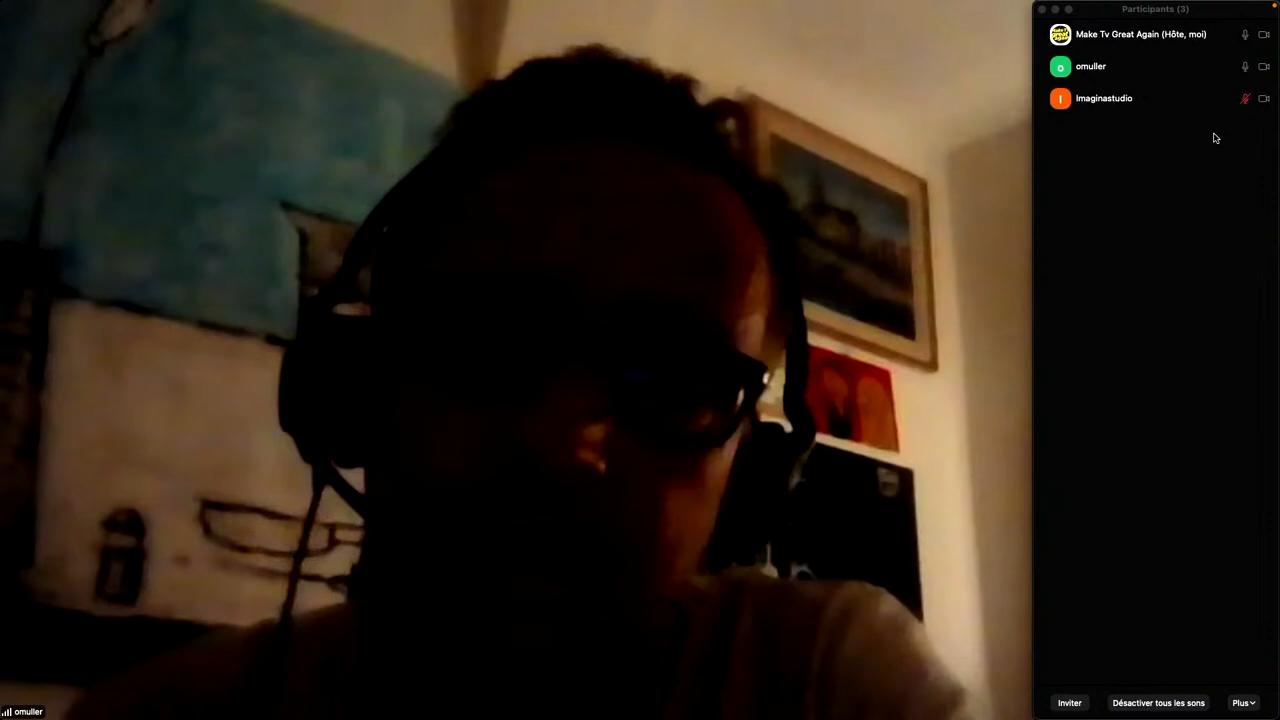 Participants (3)
Make Tv Great Again (Hôte, moi)
o omuller
I Imaginastudio
Inviter Désactiver tous les sons Plus
omuller